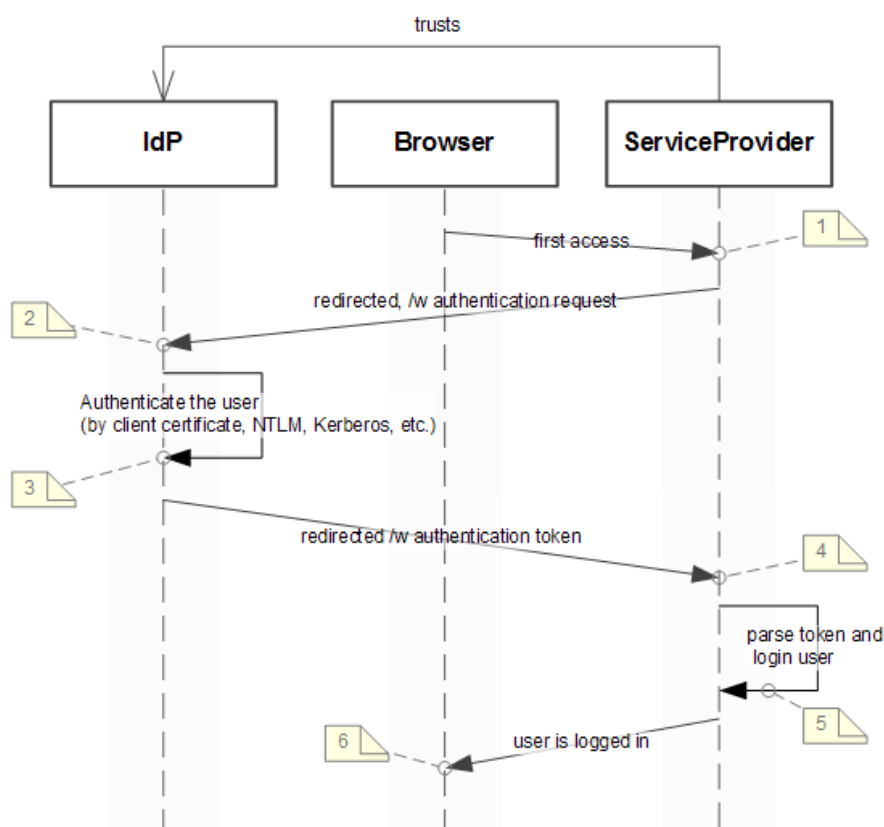 trusts
IdP
Browser
ServiceProvider
1
first access
redirected, /w authentication request
2
Authenticate the user
(by client certificate, NTLM, Kerberos, etc.)
3
redirected /w authentication token
4
parse token and
login user
5
user is logged in
6